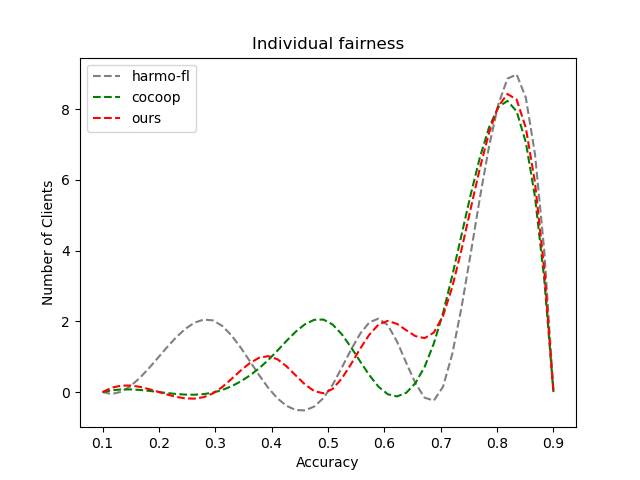 Individual fairness
harmo-fl
cocoop
ours
Number of Clients
8
6
4
2
0
0.1 0.2 0.3 0.4 0.5 0.6 0.7 0.8 0.9
Accuracy